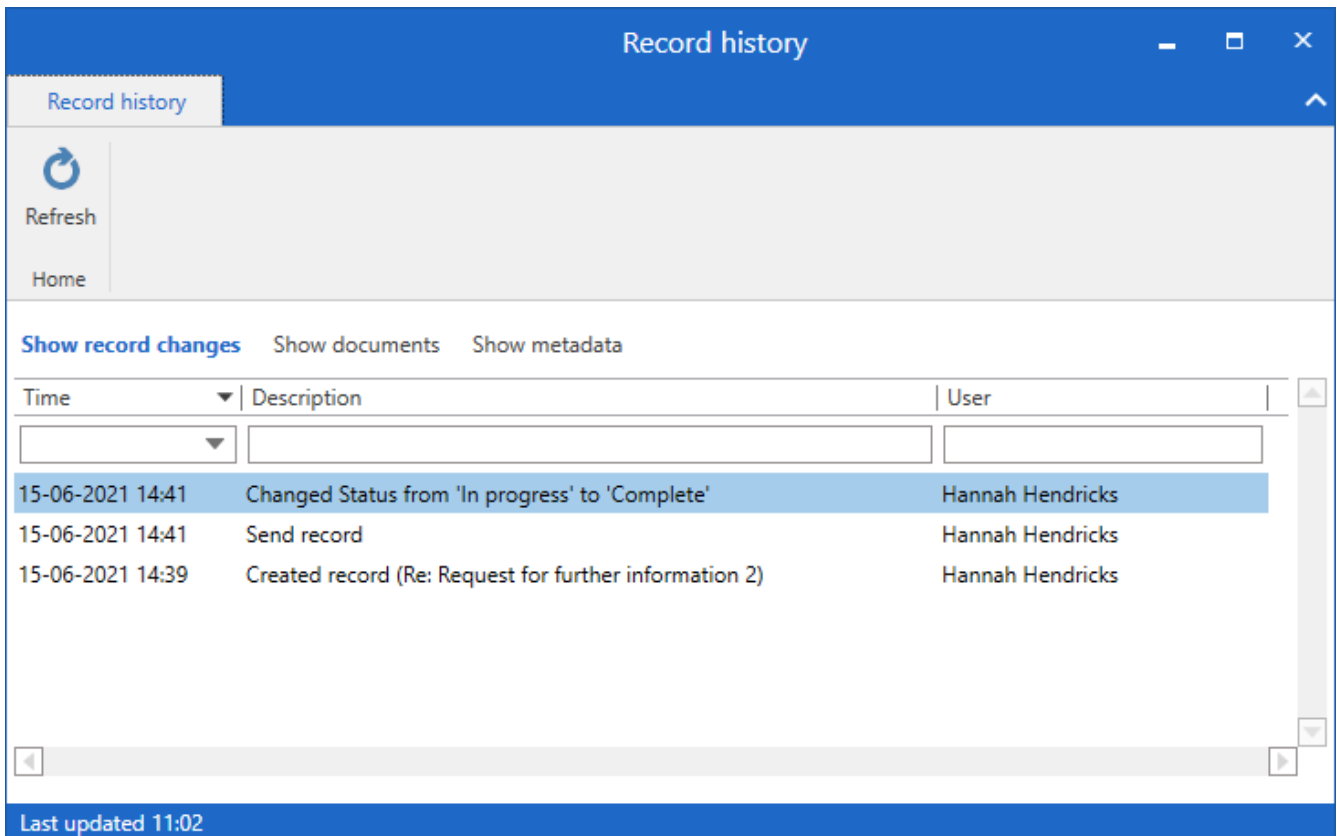 Record history
Record history
Refresh
Home
Show record changes Show documents Show metadata
Time Description User
15-06-2021 14:41 Changed Status from 'In progress' to 'Complete' Hannah Hendricks
15-06-2021 14:41 Send record Hannah Hendricks
15-06-2021 14:39 Created record (Re: Request for further information 2) Hannah Hendricks
Last updated 11:02